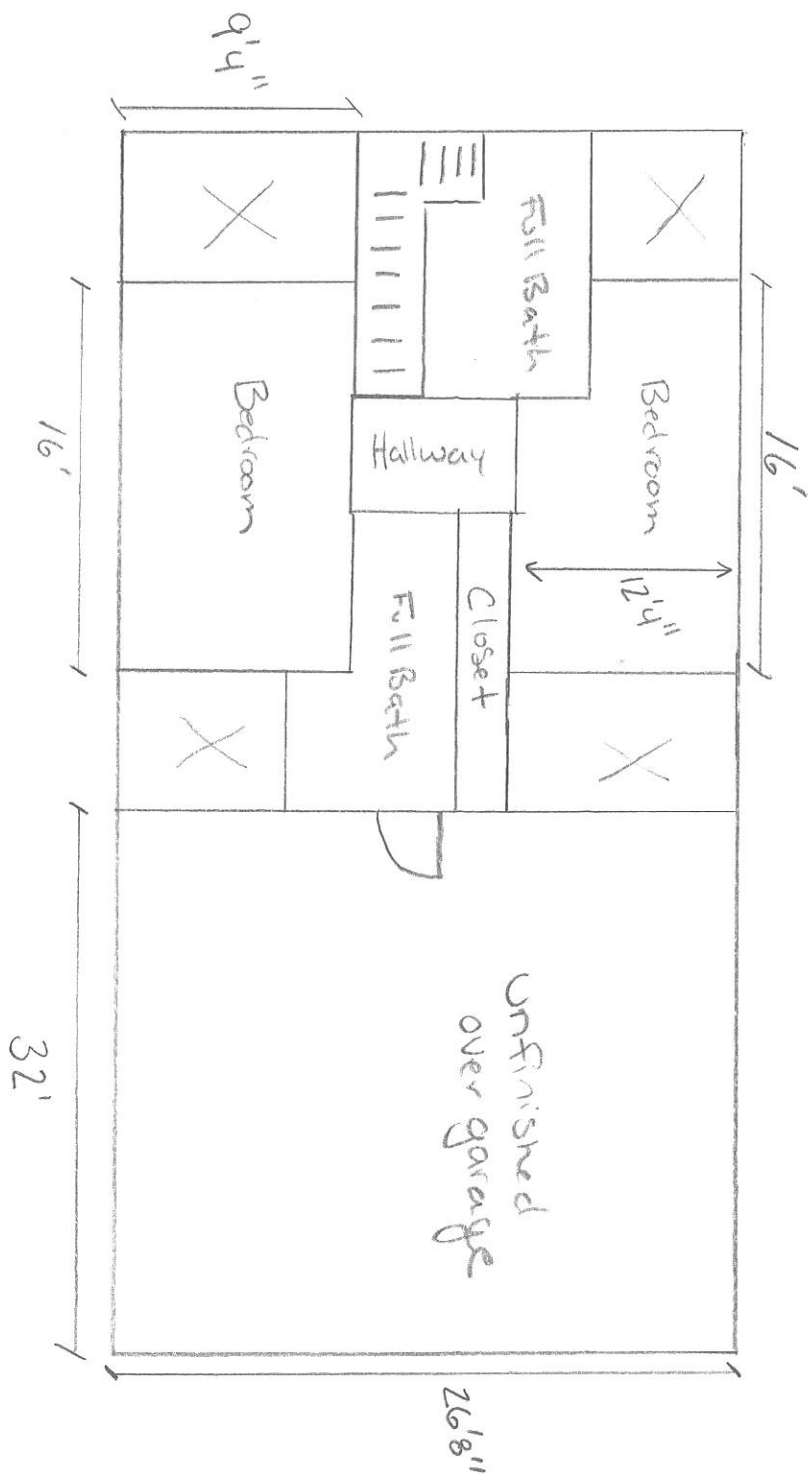 9'4"
Full Bath
16'
Bedroom
12'4"
Hallway
Bedroom
16'
Closet
Full Bath
X
X
X
X
unfinished
over garage
32'
26'8"